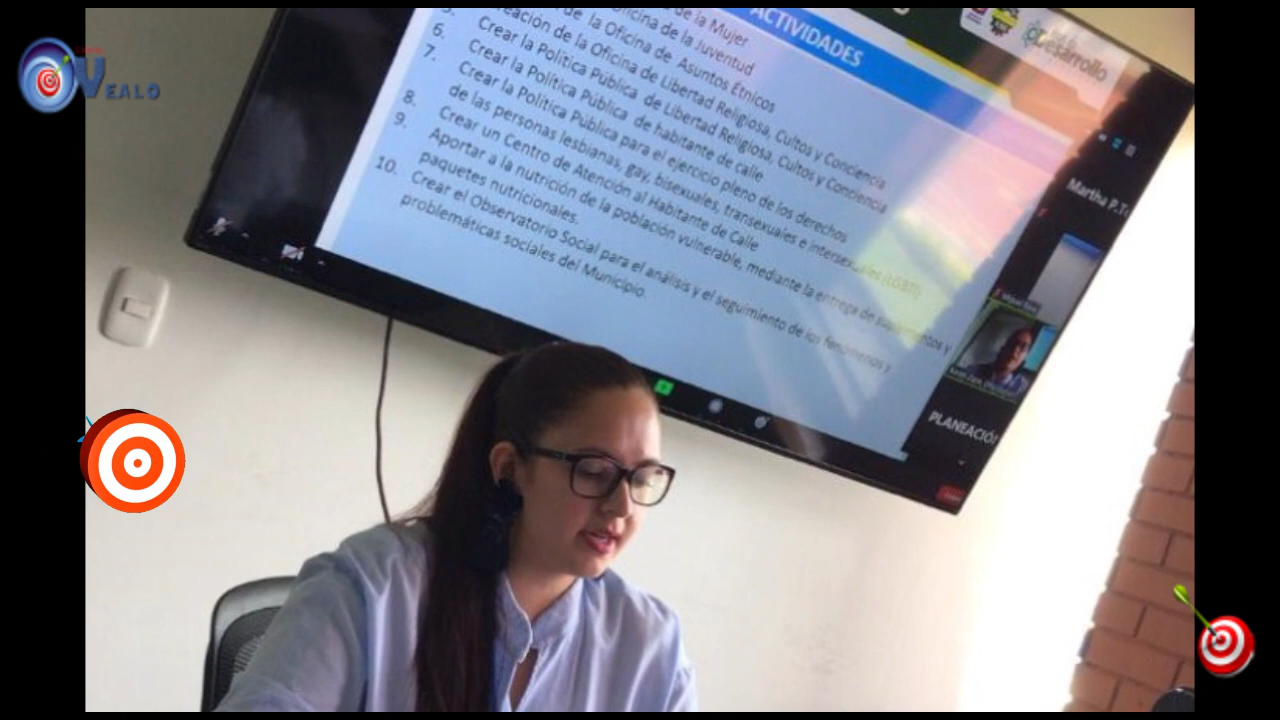 VEALO
ACTIVIDADES
Desarrollo
de la Mujer
Oficina de la Juventud
de la Oficina de Asuntos Étnicos
de la Oficina de Libertad Religiosa, Cultos y Conciencia
6. Crear la Política Pública de Libertad Religiosa, Cultos y Conciencia
7. Crear la Política Pública de habitante de calle
Crear la Política Pública para el ejercicio pleno de los derechos
de las personas lesbianas, gay, bisexuales, transexuales e intersexuales (LGBTI)
8. Crear un Centro de Atención al Habitante de Calle
9. Aportar a la nutrición de la población vulnerable, mediante la entrega de suplementos y
paquetes nutricionales.
10. Crear el Observatorio Social para el análisis y el seguimiento de los fenómenos y
problemáticas sociales del Municipio.
Martha P.
PLANEACIÓN